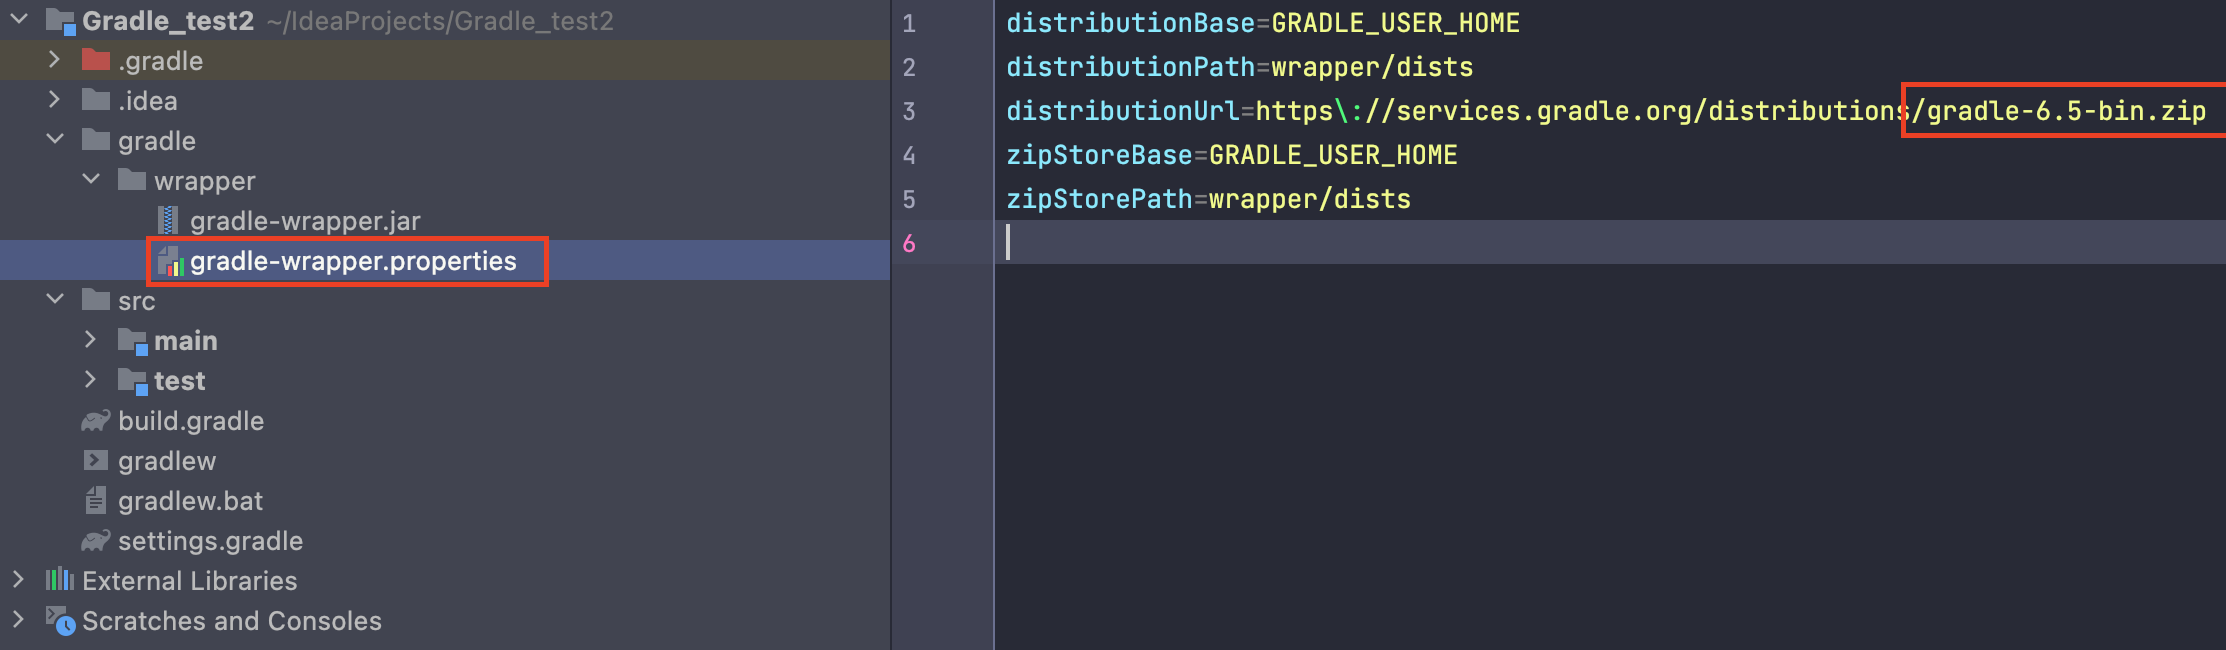 Gradle_test2 ~/IdeaProjects/Gradle_test2
.gradle
.idea
gradle
wrapper
gradle-wrapper.jar
gradle-wrapper.properties
src
main
test
build.gradle
gradlew
gradlew.bat
settings.gradle
External Libraries
Scratches and Consoles
1 distributionBase=GRADLE_USER_HOME
2 distributionPath=wrapper/dists
3 distributionUrl=https\://services.gradle.org/distributions/gradle-6.5-bin.zip
4 zipStoreBase=GRADLE_USER_HOME
5 zipStorePath=wrapper/dists
6